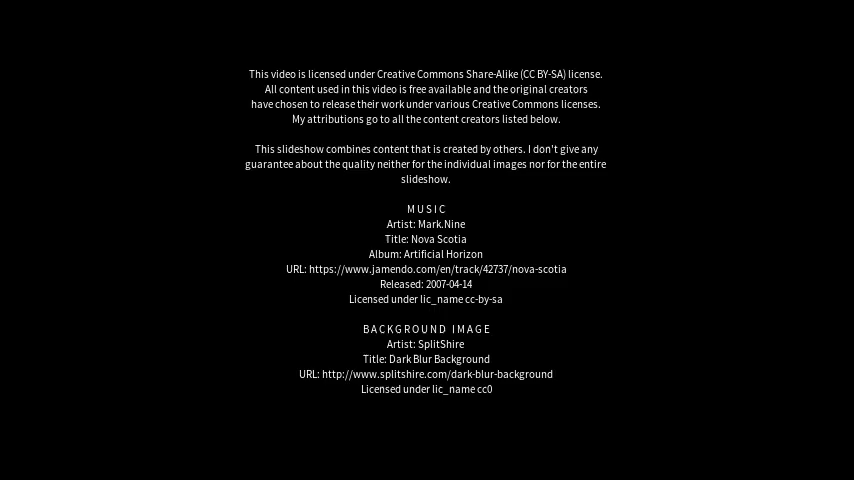 This video is licensed under Creative Commons Share-Alike (CC BY-SA) license.
All content used in this video is free available and the original creators
have chosen to release their work under various Creative Commons licenses.
My attributions go to all the content creators listed below.
This slideshow combines content that is created by others. I don't give any
guarantee about the quality neither for the individual images nor for the entire
slideshow.
MUSIC
Artist: Mark.Nine
Title: Nova Scotia
Album: Artificial Horizon
URL: https://www.jamendo.com/en/track/42737/nova-scotia
Released: 2007-04-14
Licensed under lic_name cc-by-sa
BACKGROUND IMAGE
Artist: SplitShire
Title: Dark Blur Background
URL: http://www.splitshire.com/dark-blur-background
Licensed under lic_name cc0